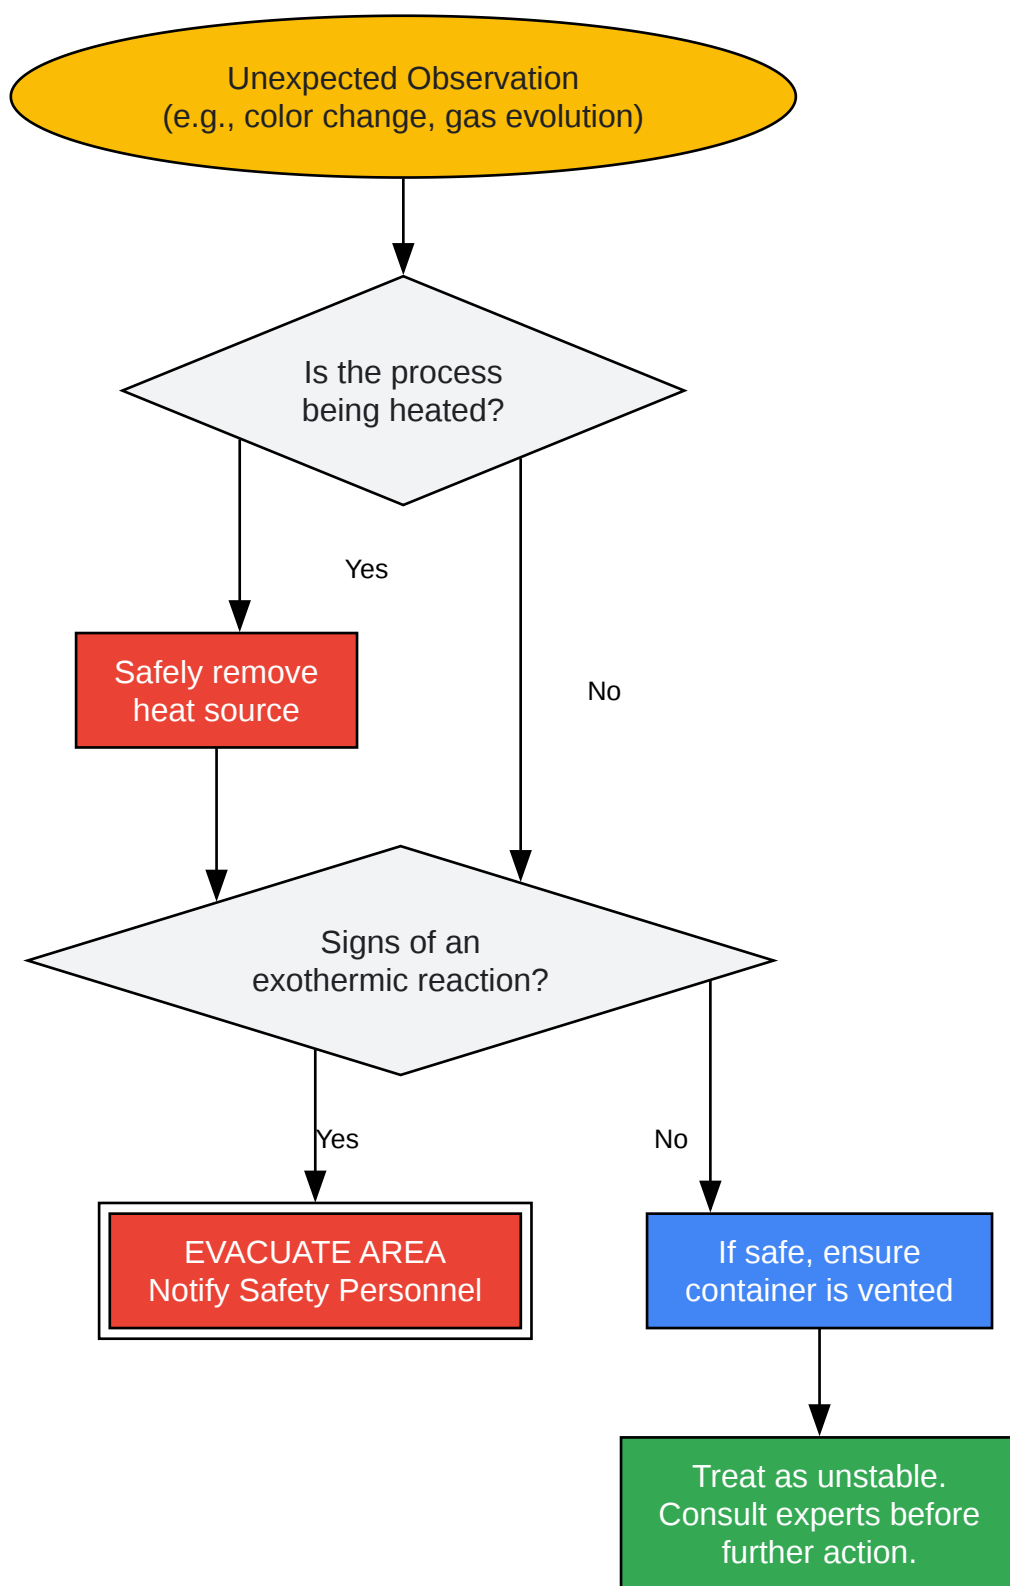 Unexpected Observation
(e.g., color change, gas evolution)
Is the process
being heated?
Yes
Safely remove
heat source
No
Signs of an
exothermic reaction?
Yes
No
EVACUATE AREA
Notify Safety Personnel
If safe, ensure
container is vented
Treat as unstable.
Consult experts before
further action.